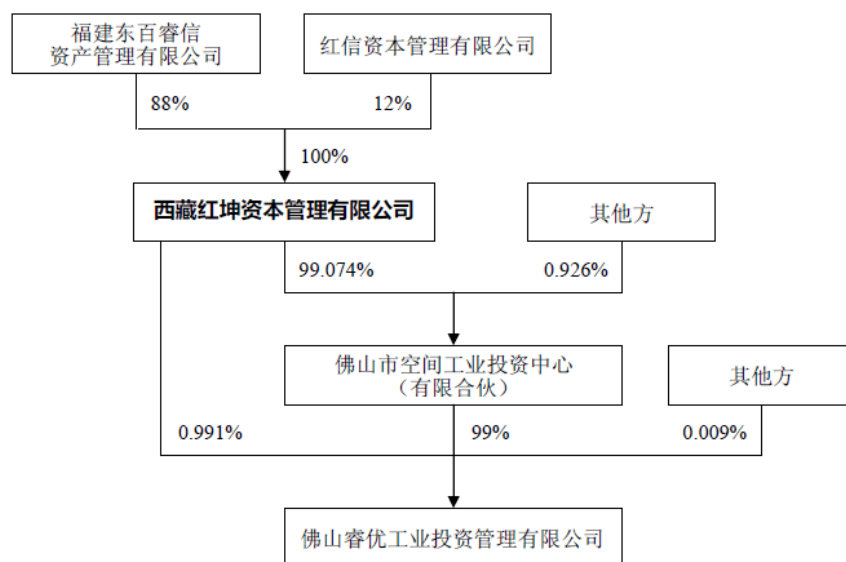 福建东百睿信
资产管理有限公司
红信资本管理有限公司
88%
12%
100%
西藏红坤资本管理有限公司
其他方
99.074%
0.926%
佛山市空间工业投资中心
（有限合伙）
其他方
0.991%
99%
0.009%
佛山睿优工业投资管理有限公司